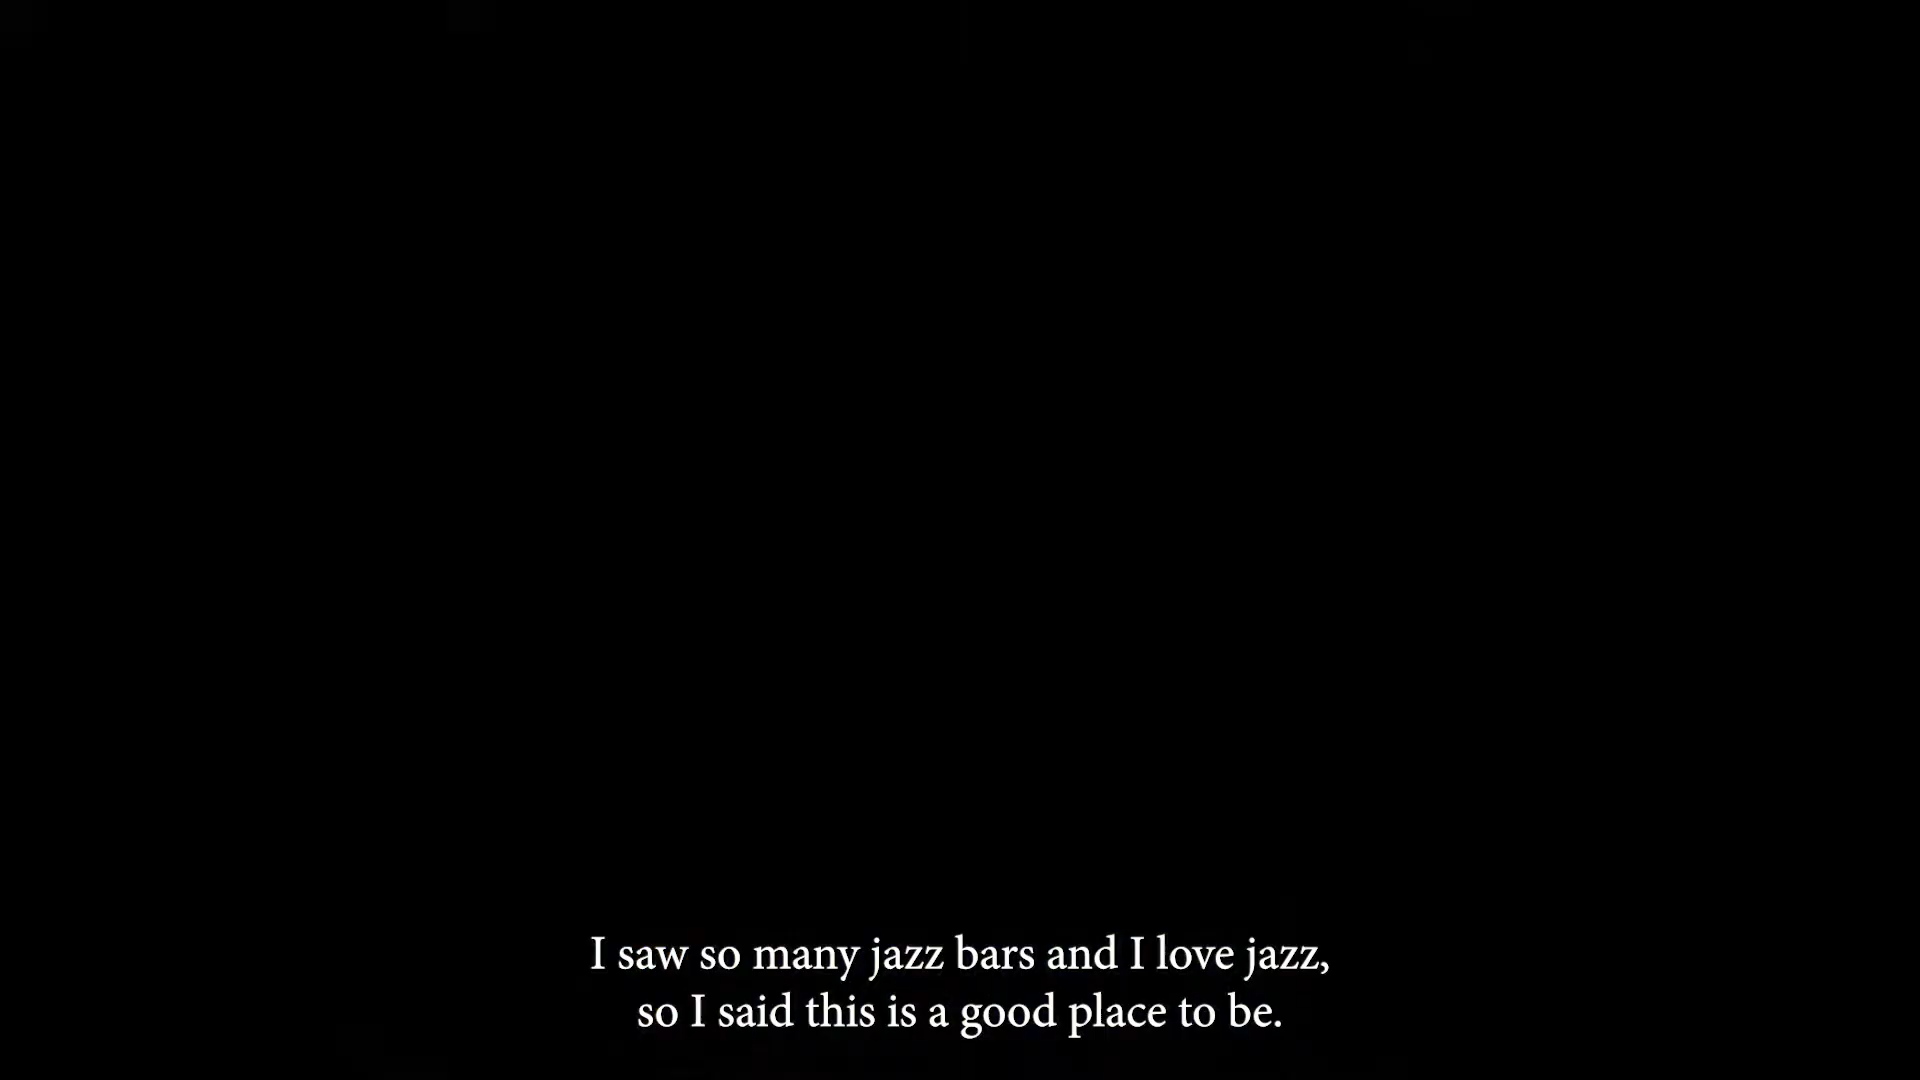 I saw so many jazz bars and I love jazz,
so I said this is a good place to be.